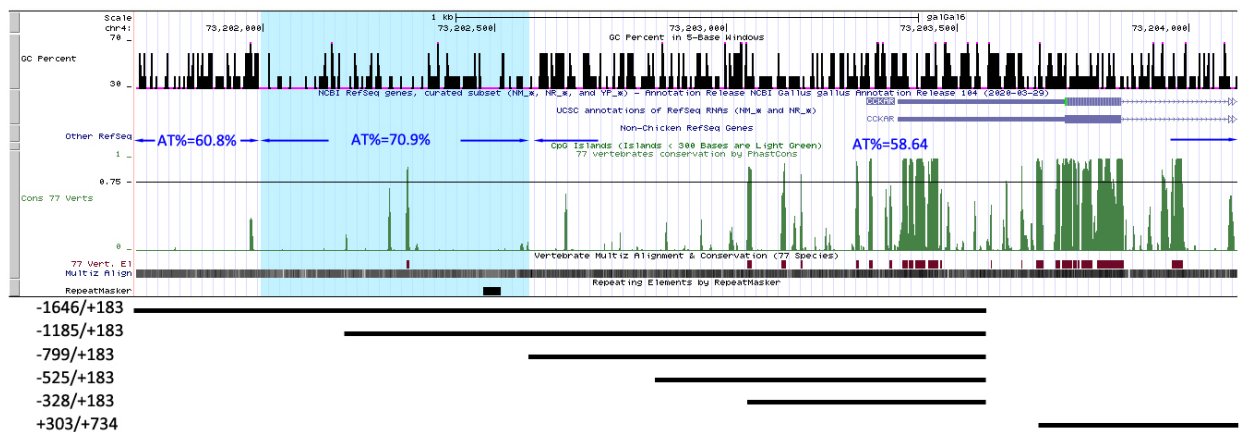 Scale 1 kb galGal6
chr4: 73,202,000 73,202,500 73,203,000 73,203,500 73,204,000
70 _ GC Percent in 5-Base Windows
GC Percent
30 _
NCBI RefSeq genes, curated subset (NM_*, NR_*, and YP_*) - Annotation Release NCBI Gallus gallus Annotation Release 104 (2020-03-29)
CCKAR
UCSC annotations of RefSeq RNAs (NM_* and NR_*)
CCKAR
Non-Chicken RefSeq Genes
Other RefSeq
AT%=60.8% AT%=70.9% AT%=58.64
CpG Islands (Islands < 300 Bases are Light Green)
1 _ 77 vertebrates conservation by PhastCons
0.75 -
Cons 77 Verts
0 _
Vertebrate Multiz Alignment & Conservation (77 Species)
77 Vert. El
Multiz Align
Repeating Elements by RepeatMasker
RepeatMasker
-1646/+183
-1185/+183
-799/+183
-525/+183
-328/+183
+303/+734